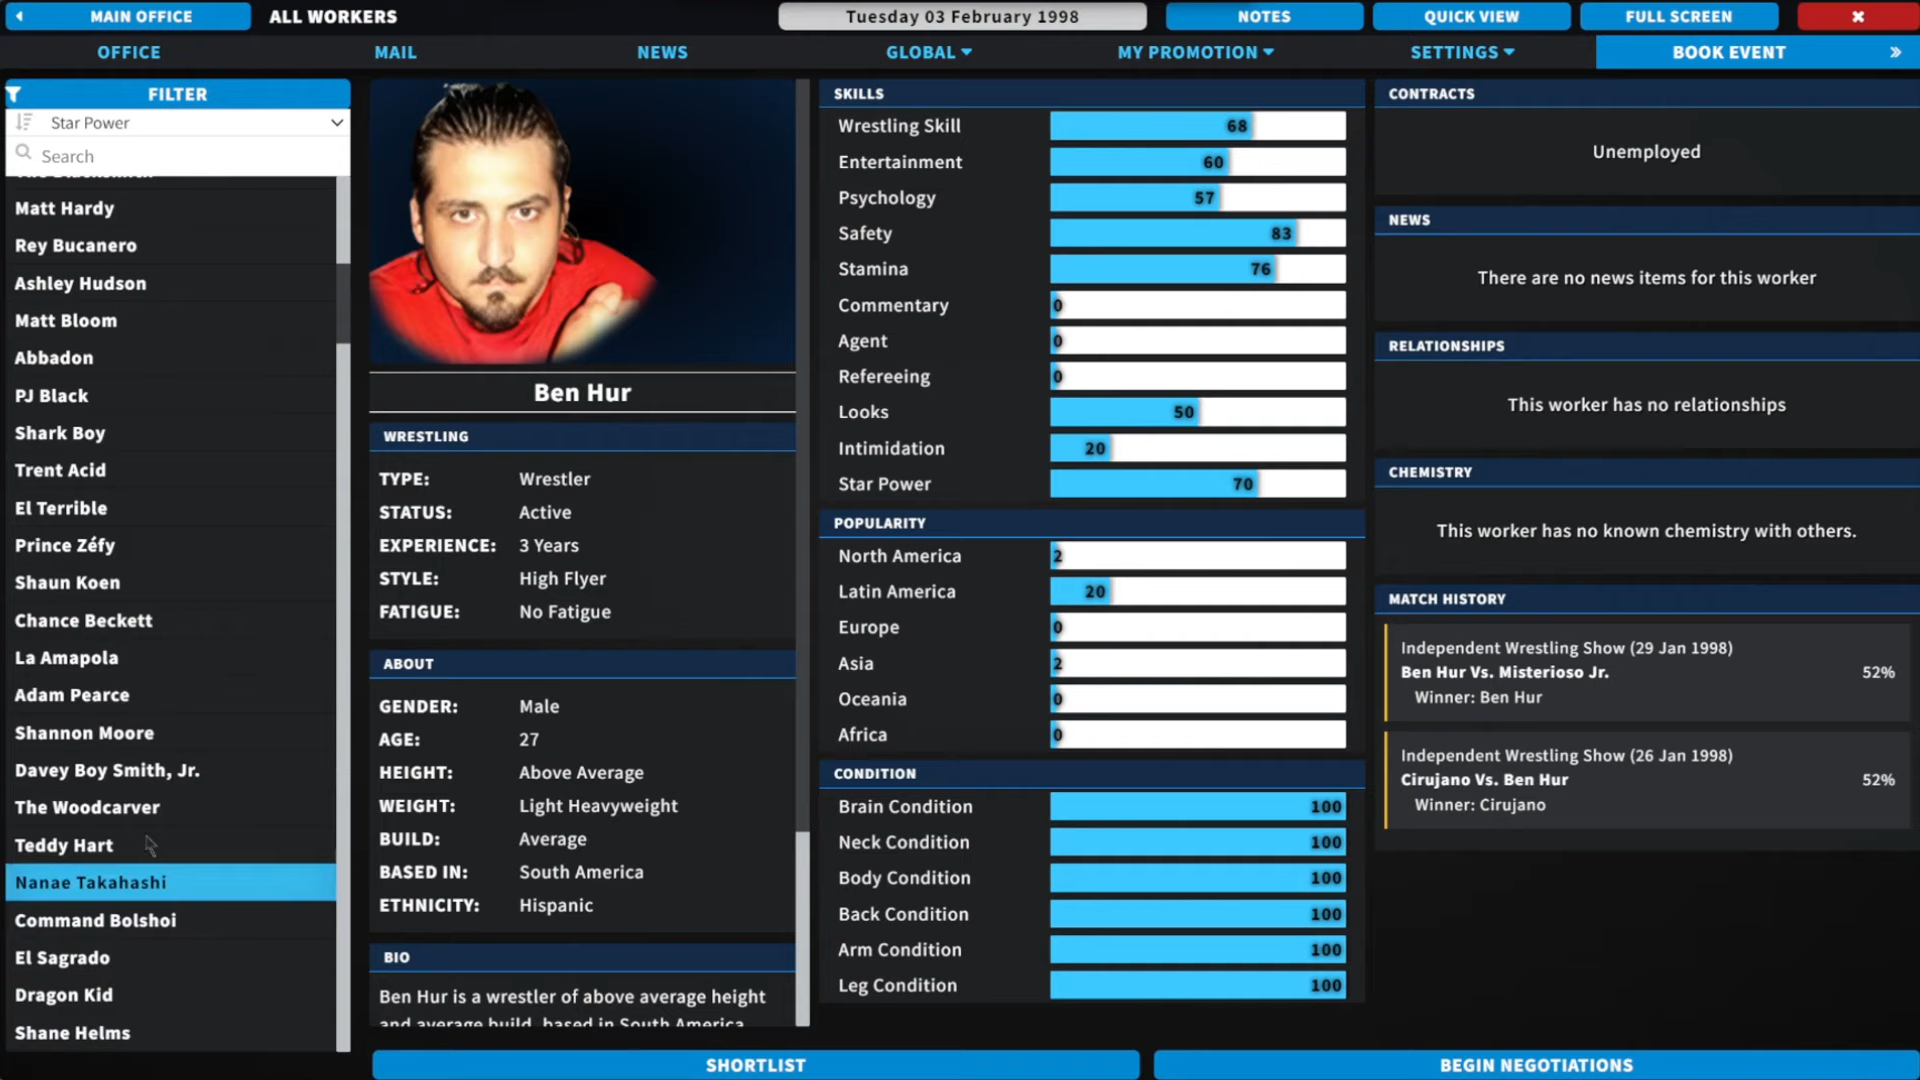 MAIN OFFICE
ALL WORKERS
Tuesday 03 February 1998
NOTES
QUICK VIEW
FULL SCREEN
OFFICE
MAIL
NEWS
GLOBAL
MY PROMOTION
SETTINGS
BOOK EVENT
FILTER
Star Power
Search
Matt Hardy
Rey Bucanero
Ashley Hudson
Matt Bloom
Abbadon
PJ Black
Shark Boy
Trent Acid
El Terrible
Prince Zéfy
Shaun Koen
Chance Beckett
La Amapola
Adam Pearce
Shannon Moore
Davey Boy Smith, Jr.
The Woodcarver
Teddy Hart
Nanae Takahashi
Command Bolshoi
El Sagrado
Dragon Kid
Shane Helms
Ben Hur
WRESTLING
TYPE: Wrestler
STATUS: Active
EXPERIENCE: 3 Years
STYLE: High Flyer
FATIGUE: No Fatigue
ABOUT
GENDER: Male
AGE: 27
HEIGHT: Above Average
WEIGHT: Light Heavyweight
BUILD: Average
BASED IN: South America
ETHNICITY: Hispanic
BIO
Ben Hur is a wrestler of above average height
and average build, based in South America.
SKILLS
Wrestling Skill 68
Entertainment 60
Psychology 57
Safety 83
Stamina 76
Commentary 0
Agent 0
Refereeing 0
Looks 50
Intimidation 20
Star Power 70
POPULARITY
North America 2
Latin America 20
Europe 0
Asia 2
Oceania 0
Africa 0
CONDITION
Brain Condition 100
Neck Condition 100
Body Condition 100
Back Condition 100
Arm Condition 100
Leg Condition 100
CONTRACTS
Unemployed
NEWS
There are no news items for this worker
RELATIONSHIPS
This worker has no relationships
CHEMISTRY
This worker has no known chemistry with others.
MATCH HISTORY
Independent Wrestling Show (29 Jan 1998)
Ben Hur Vs. Misterioso Jr. 52%
Winner: Ben Hur
Independent Wrestling Show (26 Jan 1998)
Cirujano Vs. Ben Hur 52%
Winner: Cirujano
SHORTLIST
BEGIN NEGOTIATIONS